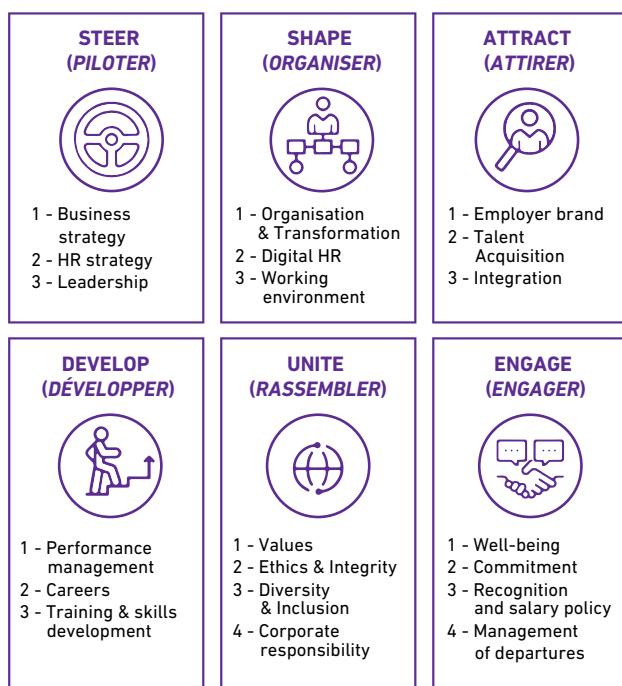 STEER
(PILOTER)
1 - Business
strategy
2 - HR strategy
3 - Leadership
SHAPE
(ORGANISER)
1 - Organisation
& Transformation
2 - Digital HR
3 - Working
environment
ATTRACT
(ATTIRER)
1 - Employer brand
2 - Talent
Acquisition
3 - Integration
DEVELOP
(DÉVELOPPER)
1 - Performance
management
2 - Careers
3 - Training & skills
development
UNITE
(RASSEMBLER)
1 - Values
2 - Ethics & Integrity
3 - Diversity
& Inclusion
4 - Corporate
responsibility
ENGAGE
(ENGAGER)
1 - Well-being
2 - Commitment
3 - Recognition
and salary policy
4 - Management
of departures